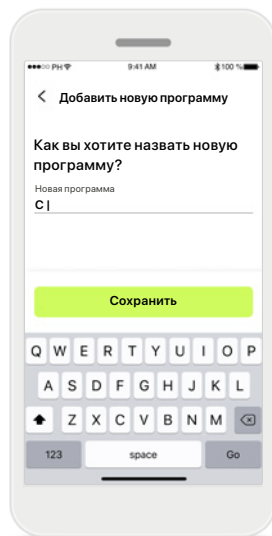 ●●●○○ PH 9:41 AM 100 %
Добавить новую программу
Как вы хотите назвать новую
программу?
Новая программа
С |
Сохранить
Q W E R T Y U I O P
A S D F G H J K L
Z X C V B N M
123 space Go